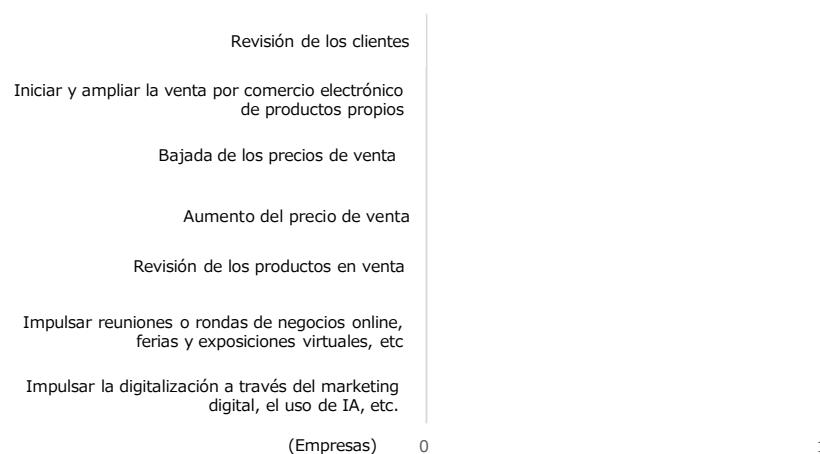 Revisión de los clientes
Iniciar y ampliar la venta por comercio electrónico
de productos propios
Bajada de los precios de venta
Aumento del precio de venta
Revisión de los productos en venta
Impulsar reuniones o rondas de negocios online,
ferias y exposiciones virtuales, etc
Impulsar la digitalización a través del marketing
digital, el uso de IA, etc.
(Empresas) 0